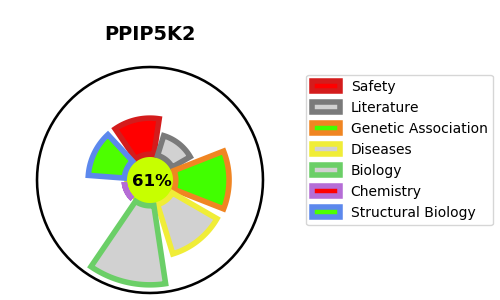 PPIP5K2
61%
Safety
Literature
Genetic Association
Diseases
Biology
Chemistry
Structural Biology